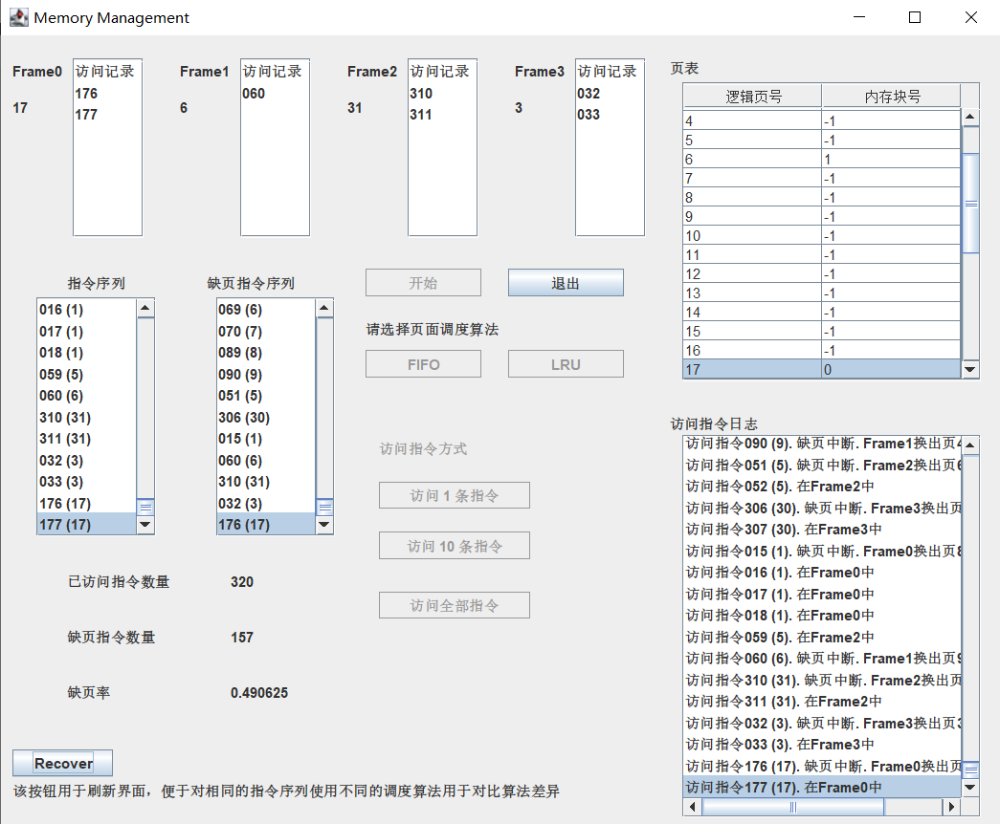 Memory Management
Frame0
17
访问记录
176
177
Frame1
6
访问记录
060
Frame2
31
访问记录
310
311
Frame3
3
访问记录
032
033
页表
逻辑页号 内存块号
4 -1
5 -1
6 1
7 -1
8 -1
9 -1
10 -1
11 -1
12 -1
13 -1
14 -1
15 -1
16 -1
17 0
指令序列
016 (1)
017 (1)
018 (1)
059 (5)
060 (6)
310 (31)
311 (31)
032 (3)
033 (3)
176 (17)
177 (17)
缺页指令序列
069 (6)
070 (7)
089 (8)
090 (9)
051 (5)
306 (30)
015 (1)
060 (6)
310 (31)
032 (3)
176 (17)
开始 退出
请选择页面调度算法
FIFO LRU
访问指令方式
访问 1 条指令
访问 10 条指令
访问全部指令
访问指令日志
访问指令090 (9). 缺页中断. Frame1换出页4
访问指令051 (5). 缺页中断. Frame2换出页6
访问指令052 (5). 在Frame2中
访问指令306 (30). 缺页中断. Frame3换出页
访问指令307 (30). 在Frame3中
访问指令015 (1). 缺页中断. Frame0换出页8
访问指令016 (1). 在Frame0中
访问指令017 (1). 在Frame0中
访问指令018 (1). 在Frame0中
访问指令059 (5). 在Frame2中
访问指令060 (6). 缺页中断. Frame1换出页9
访问指令310 (31). 缺页中断. Frame2换出页
访问指令311 (31). 在Frame2中
访问指令032 (3). 缺页中断. Frame3换出页3
访问指令033 (3). 在Frame3中
访问指令176 (17). 缺页中断. Frame0换出页
访问指令177 (17). 在Frame0中
已访问指令数量 320
缺页指令数量 157
缺页率 0.490625
Recover
该按钮用于刷新界面，便于对相同的指令序列使用不同的调度算法用于对比算法差异